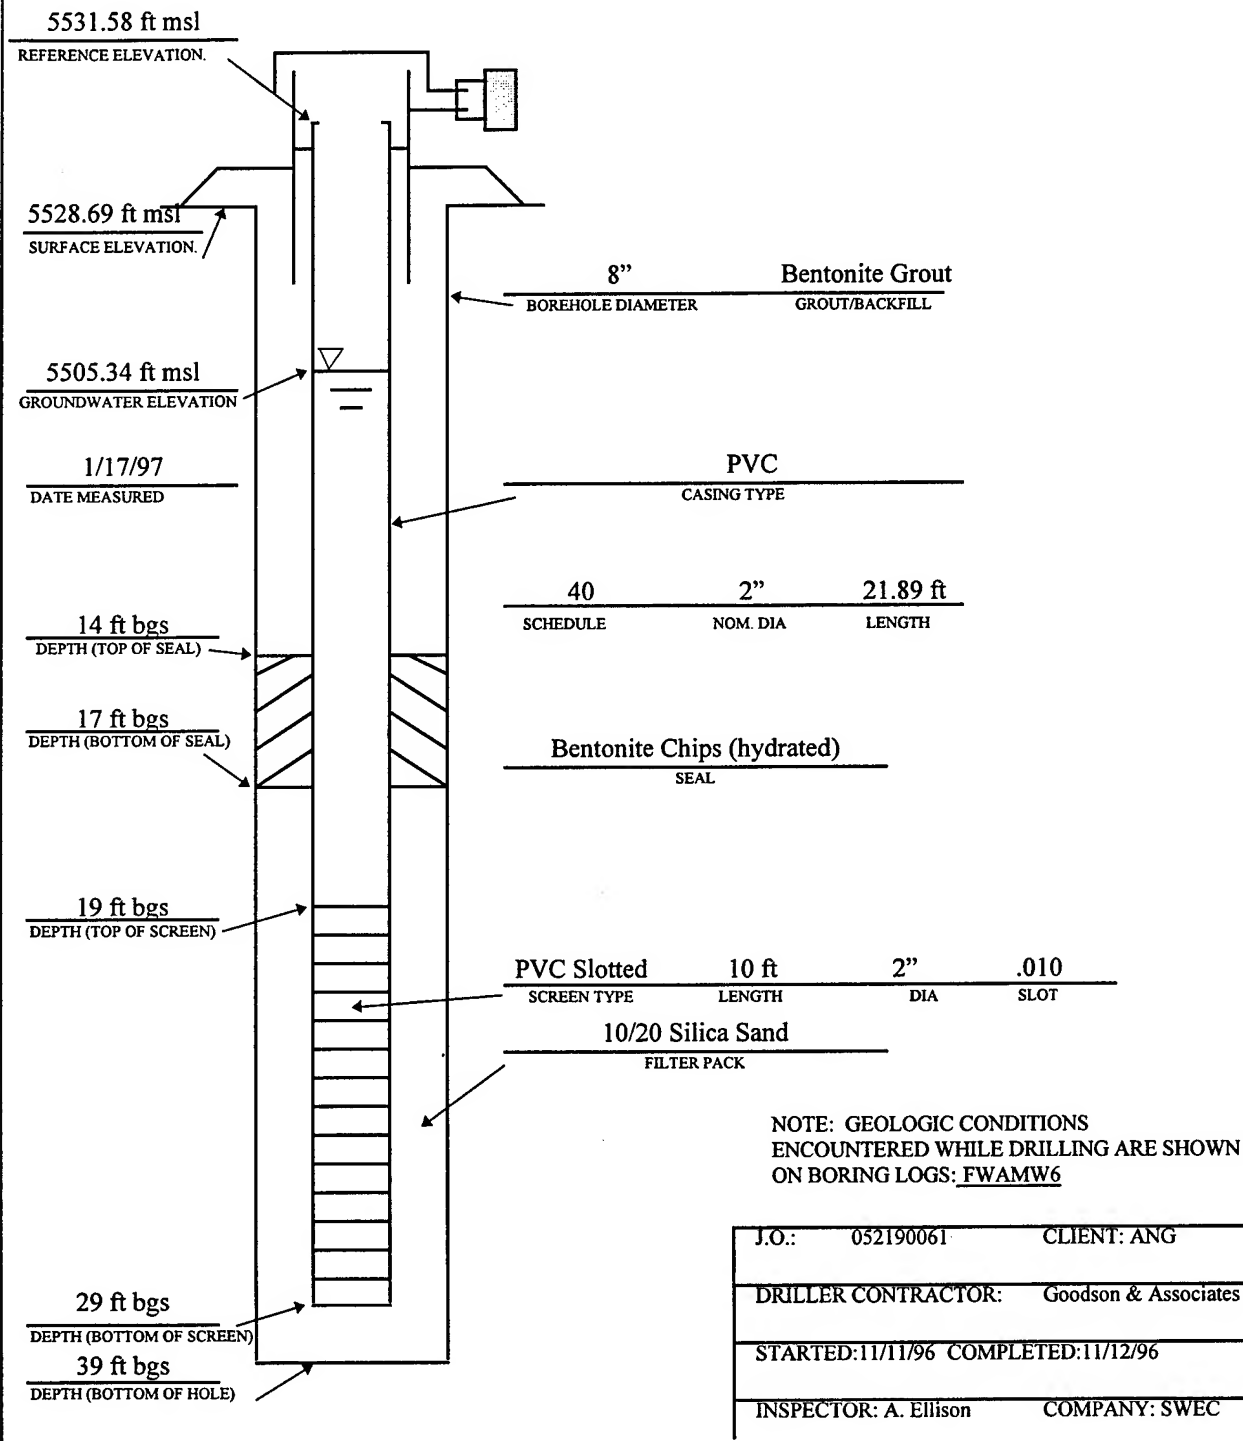 5531.58 ft msl
REFERENCE ELEVATION.
5528.69 ft msl
SURFACE ELEVATION.
8” Bentonite Grout
BOREHOLE DIAMETER GROUT/BACKFILL
5505.34 ft msl
GROUNDWATER ELEVATION
1/17/97
DATE MEASURED
PVC
CASING TYPE
40 2” 21.89 ft
SCHEDULE NOM. DIA LENGTH
14 ft bgs
DEPTH (TOP OF SEAL)
17 ft bgs
DEPTH (BOTTOM OF SEAL)
Bentonite Chips (hydrated)
SEAL
19 ft bgs
DEPTH (TOP OF SCREEN)
PVC Slotted 10 ft 2” .010
SCREEN TYPE LENGTH DIA SLOT
10/20 Silica Sand
FILTER PACK
NOTE: GEOLOGIC CONDITIONS
ENCOUNTERED WHILE DRILLING ARE SHOWN
ON BORING LOGS: FWAMW6
29 ft bgs
DEPTH (BOTTOM OF SCREEN)
39 ft bgs
DEPTH (BOTTOM OF HOLE)
J.O.: 052190061 CLIENT: ANG
DRILLER CONTRACTOR: Goodson & Associates
STARTED:11/11/96 COMPLETED:11/12/96
INSPECTOR: A. Ellison COMPANY: SWEC